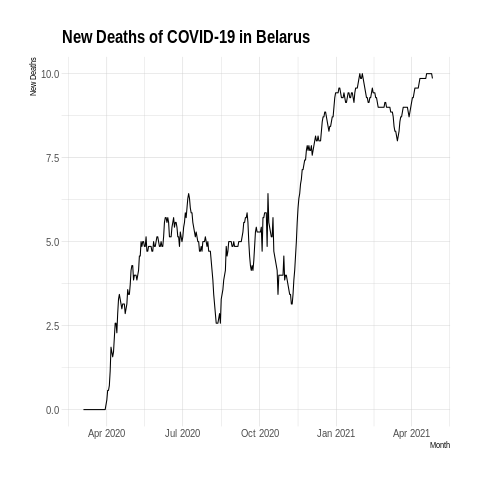 New Deaths of COVID-19 in Belarus
New Deaths
10.0
7.5
5.0
2.5
0.0
Apr 2020 Jul 2020 Oct 2020 Jan 2021 Apr 2021
Month